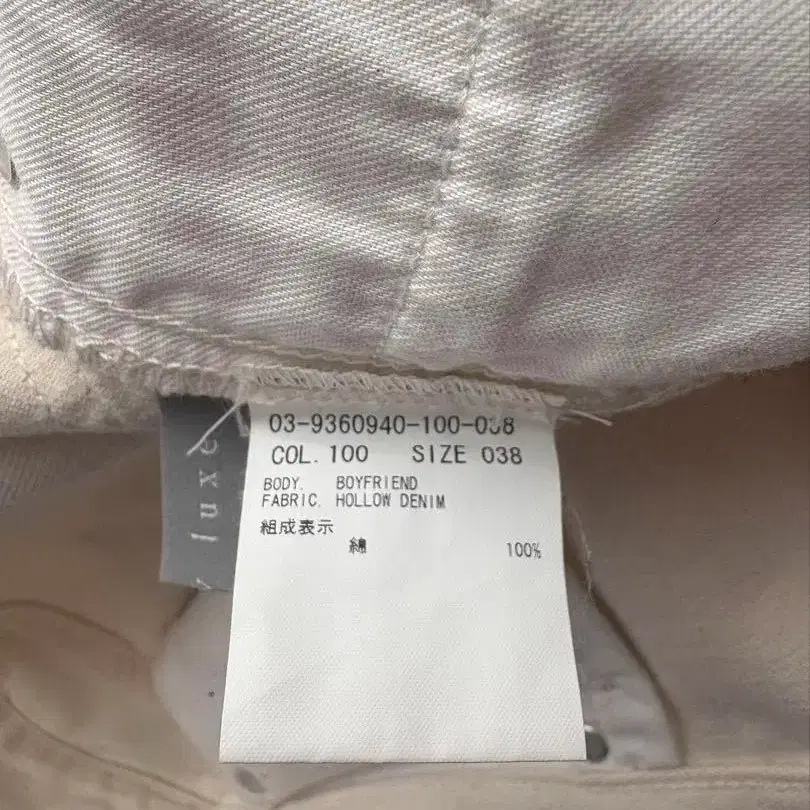 03-9360940-100-038
COL. 100 SIZE 038
BODY. BOYFRIEND
FABRIC. HOLLOW DENIM
組成表示
綿 100%
luxe